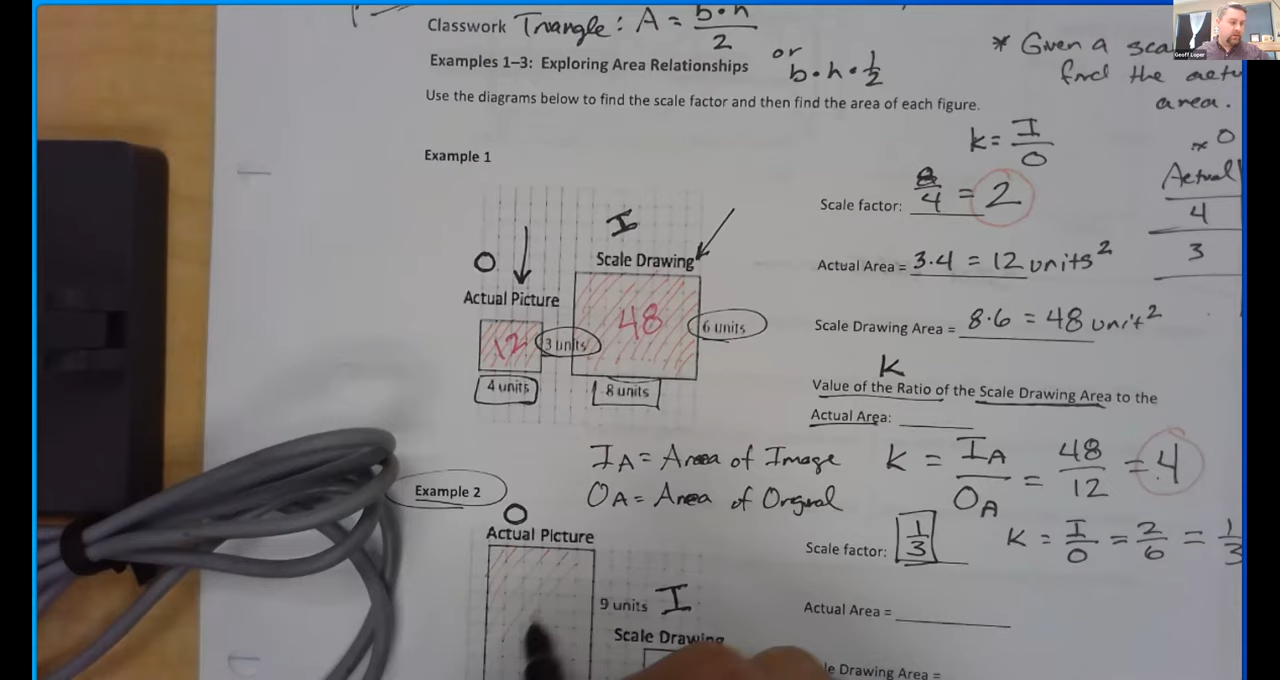 Classwork Triangle: A = b•h
2
or
b•h•1/2
Examples 1–3: Exploring Area Relationships
Use the diagrams below to find the scale factor and then find the area of each figure.
* Given a
find the
area.
Geoff Loper
k = I/O
* O
Actual
4
3
Example 1
Scale factor: 8/4 = 2
Actual Area = 3.4 = 12 units²
Scale Drawing Area = 8.6 = 48 unit²
K
Value of the Ratio of the Scale Drawing Area to the
Actual Area:
I
O
Scale Drawing
Actual Picture
12
3 units
48
6 units
4 units
8 units
I_A = Area of Image
O_A = Area of Orginal
K = I_A/O_A = 48/12 = 4
Example 2
O
Actual Picture
9 units I
Scale Drawing
Scale factor: 1/3
K = I/O = 2/6 = 1/3
Actual Area =
Drawing Area =